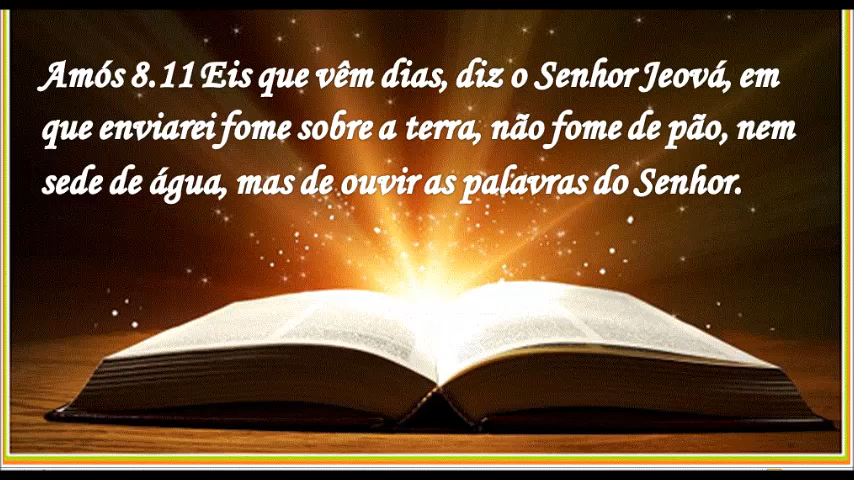 Amós 8.11 Eis que vêm dias, diz o Senhor Jeová, em
que enviarei fome sobre a terra, não fome de pão, nem
sede de água, mas de ouvir as palavras do Senhor.